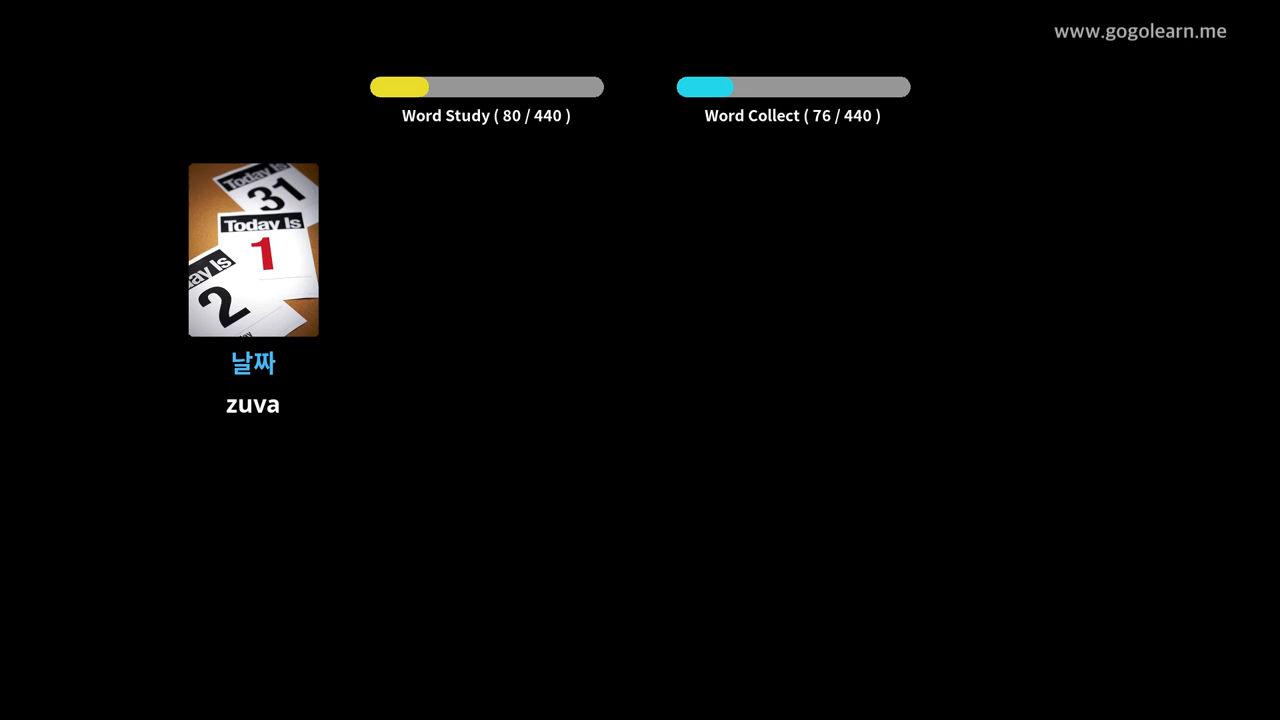 www.gogolearn.me
Word Study ( 80 / 440 )
Word Collect ( 76 / 440 )
Today Is
31
Today Is
1
ay Is
2
날짜
zuva